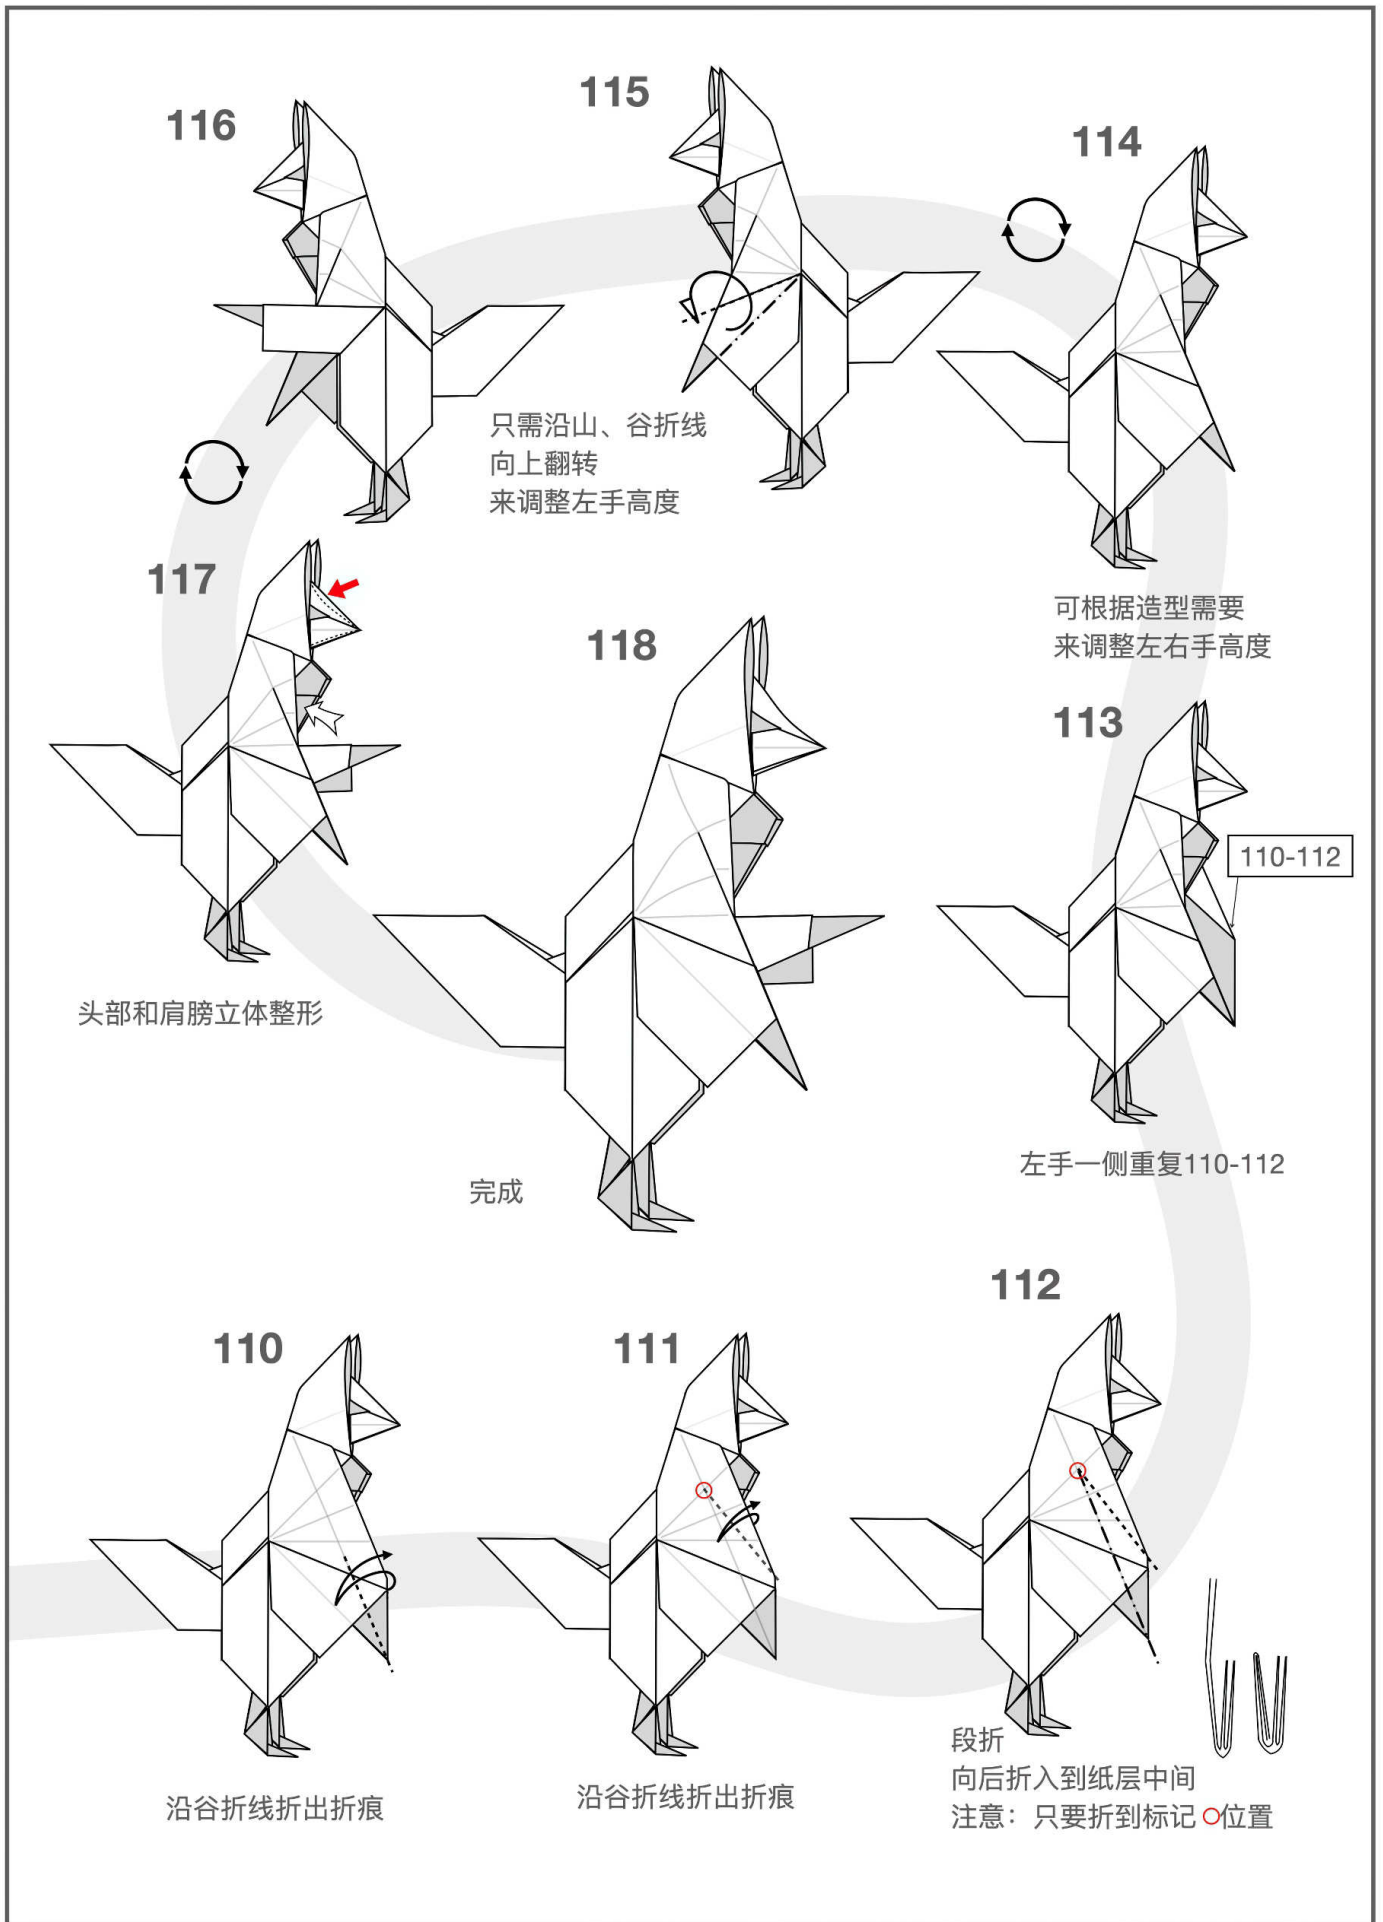 116
115
114
只需沿山、谷折线
向上翻转
来调整左手高度
117
118
可根据造型需要
来调整左右手高度
113
110-112
头部和肩膀立体整形
完成
左手一侧重复110-112
110
111
112
沿谷折线折出折痕
沿谷折线折出折痕
段折
向后折入到纸层中间
注意：只要折到标记 位置